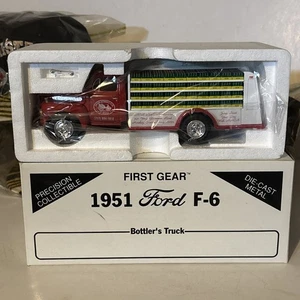 FIRST GEAR™
PRECISION
COLLECTIBLE
1951 Ford F-6
DIE-CAST
METAL
Bottler's Truck